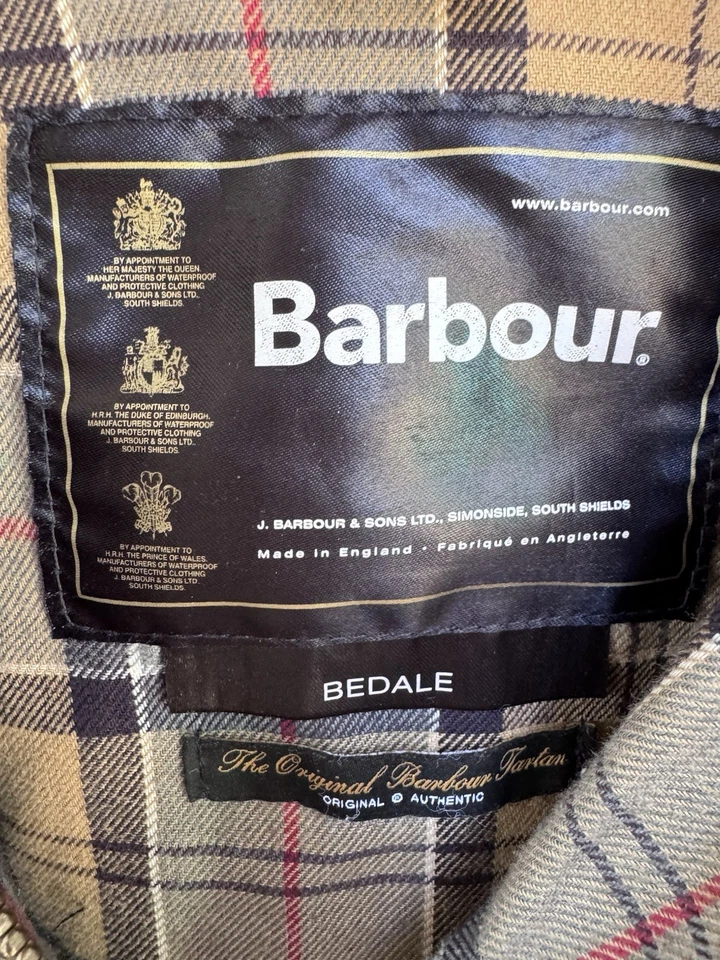 www.barbour.com
BY APPOINTMENT TO
HER MAJESTY THE QUEEN.
MANUFACTURERS OF WATERPROOF
AND PROTECTIVE CLOTHING
J. BARBOUR & SONS LTD.
SOUTH SHIELDS.
Barbour®
BY APPOINTMENT TO
H.R.H. THE DUKE OF EDINBURGH.
MANUFACTURERS OF WATERPROOF
AND PROTECTIVE CLOTHING
J. BARBOUR & SONS LTD.
SOUTH SHIELDS.
BY APPOINTMENT TO
H.R.H. THE PRINCE OF WALES.
MANUFACTURERS OF WATERPROOF
AND PROTECTIVE CLOTHING
J. BARBOUR & SONS LTD.
SOUTH SHIELDS.
J. BARBOUR & SONS LTD., SIMONSIDE, SOUTH SHIELDS
Made in England · Fabriqué en Angleterre
BEDALE
The Original Barbour Tartan
ORIGINAL © AUTHENTIC